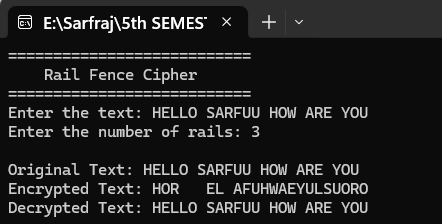 E:\Sarfraj\5th SEMEST
===========================
    Rail Fence Cipher
===========================
Enter the text: HELLO SARFUU HOW ARE YOU
Enter the number of rails: 3

Original Text: HELLO SARFUU HOW ARE YOU
Encrypted Text: HOR   EL AFUHWAEYULSUORO
Decrypted Text: HELLO SARFUU HOW ARE YOU